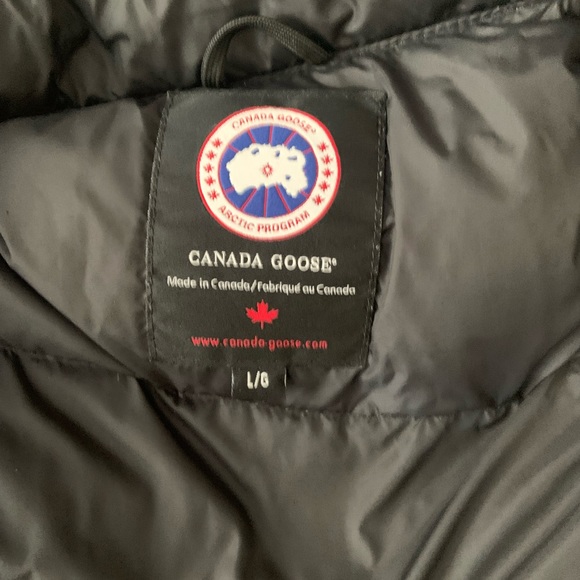 CANADA GOOSE®
ARCTIC PROGRAM
CANADA GOOSE®
Made in Canada/Fabriqué au Canada
www.canada-goose.com
L/G